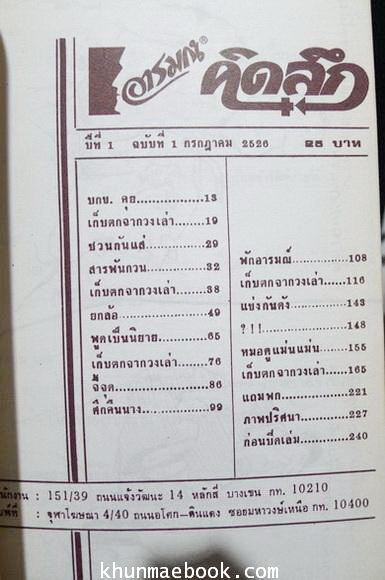 อารมณ์® คิดลึก
ปีที่ 1 ฉบับที่ 1 กรกฎาคม 2526 25 บาท
บกข. คุย................13
เก็บตกจากวงเล่า.........19
ชวนกันแส่................29
สารพันกวน..............32
เก็บตกจากวงเล่า.........38
ยกล้อ...................49
พูดเป็นนิยาย.............65
เก็บตกจากวงเล่า.........76
จี้จุด....................86
ศึกคืนนาง...............99
พักอารมณ์............108
เก็บตกจากวงเล่า......116
แบ่งกันดัง............143
?!!...................148
หมอดูแม่นแม่น........155
เก็บตกจากวงเล่า......165
แถมพก...............221
ภาพปริศนา...........227
ก่อนปิดเล่ม...........240
นักงาน : 151/39 ถนนแจ้งวัฒนะ 14 หลักสี่ บางเขน กท. 10210
มพ์ที่ : จุฬาโฆษณา 4/40 ถนนอโศก-ดินแดง ซอยมหาวงษ์เหนือ กท. 10400
khunmaebook.com